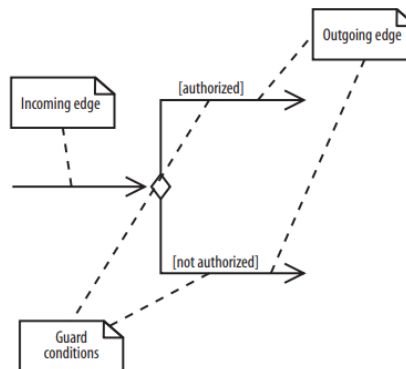 Outgoing edge
[authorized]
Incoming edge
[not authorized]
Guard
conditions